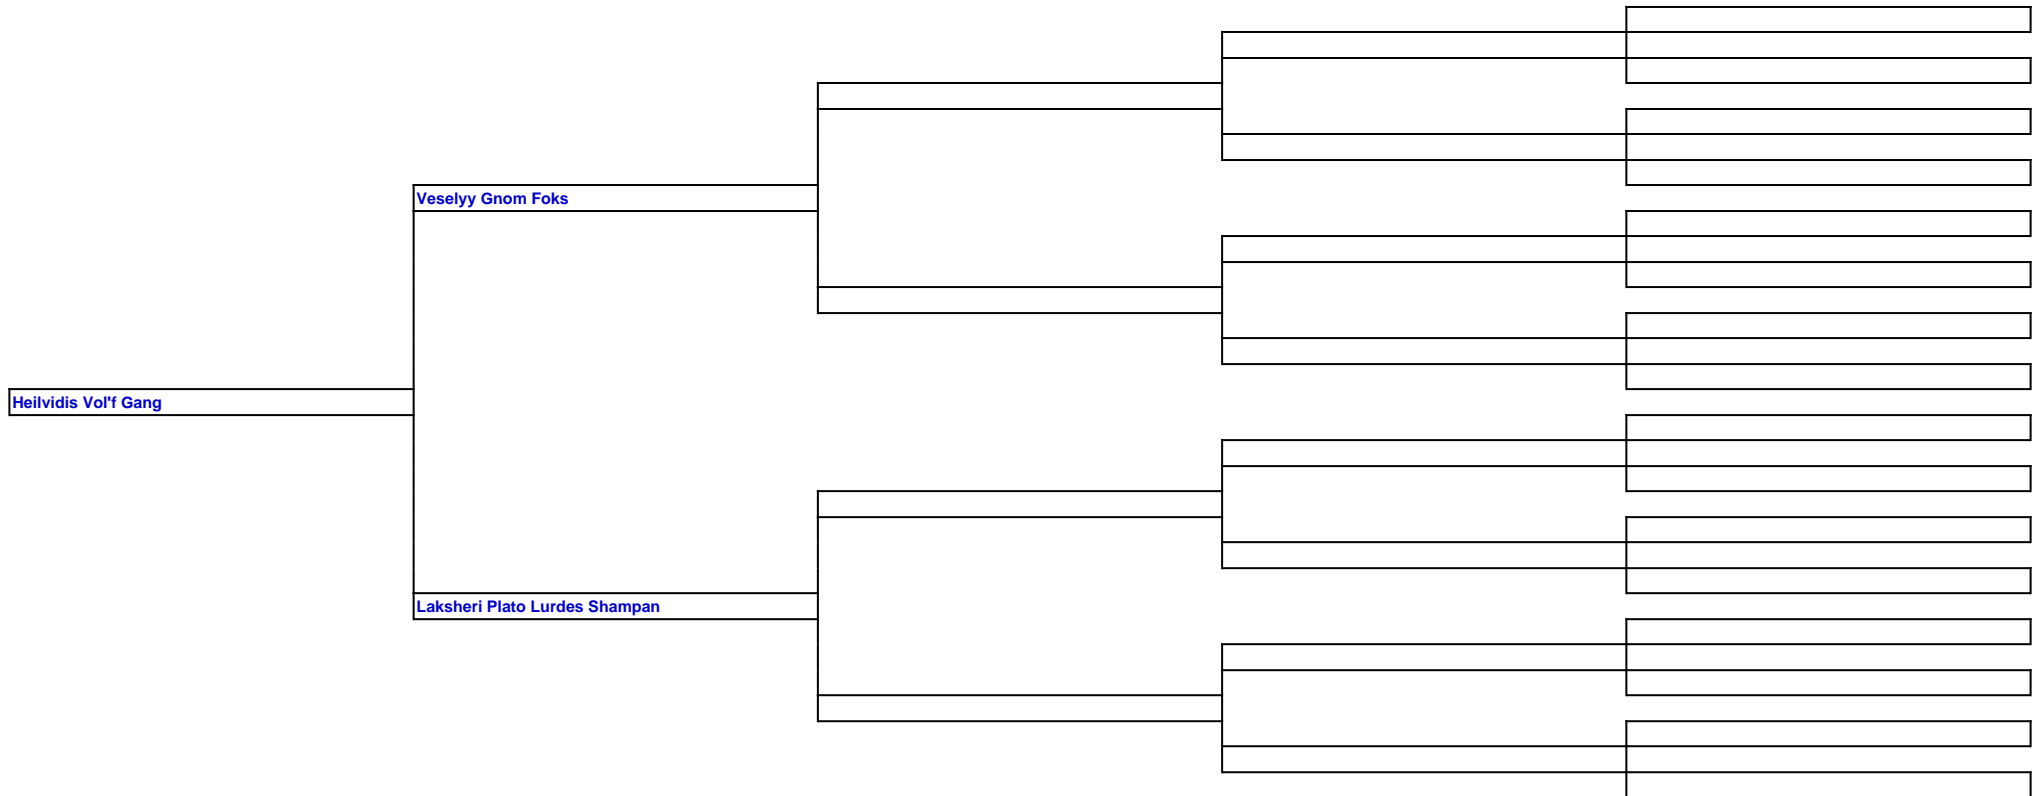 Veselyy Gnom Foks
Heilvidis Vol'f Gang
Laksheri Plato Lurdes Shampan